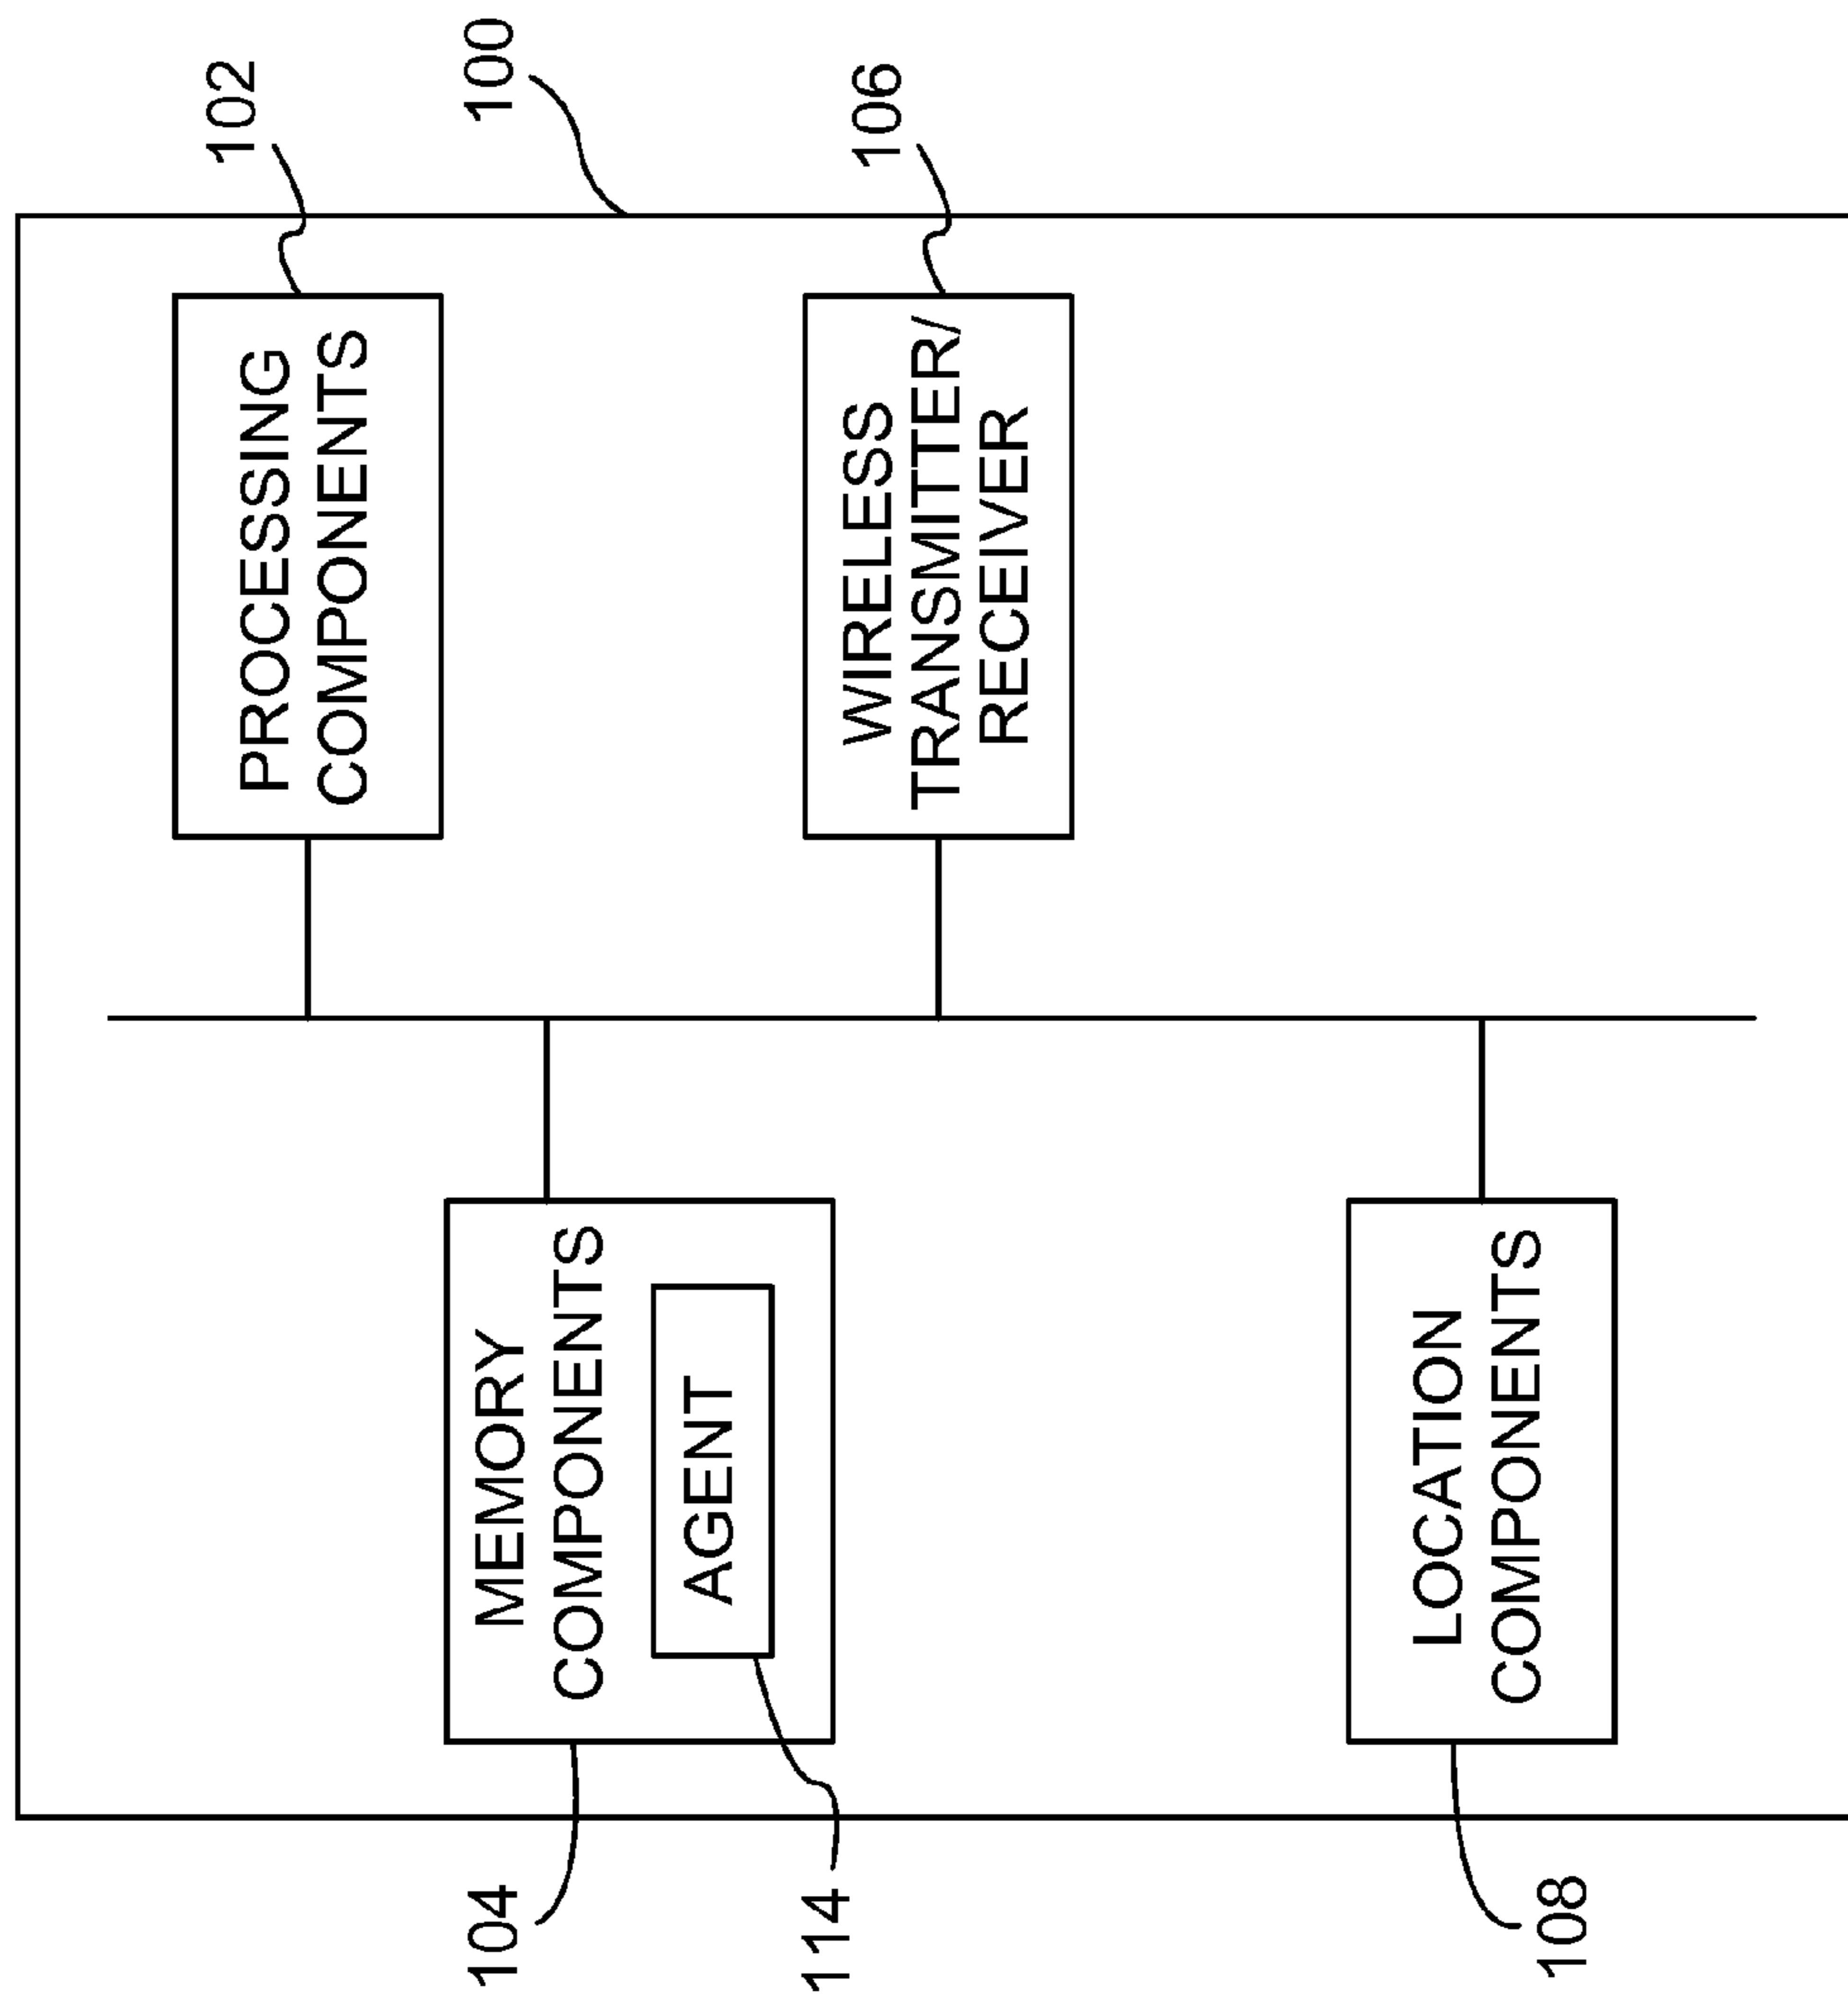 102
100
PROCESSING
COMPONENTS
106
WIRELESS
TRANSMITTER/
RECEIVER
MEMORY
COMPONENTS
AGENT
104
114
LOCATION
COMPONENTS
108